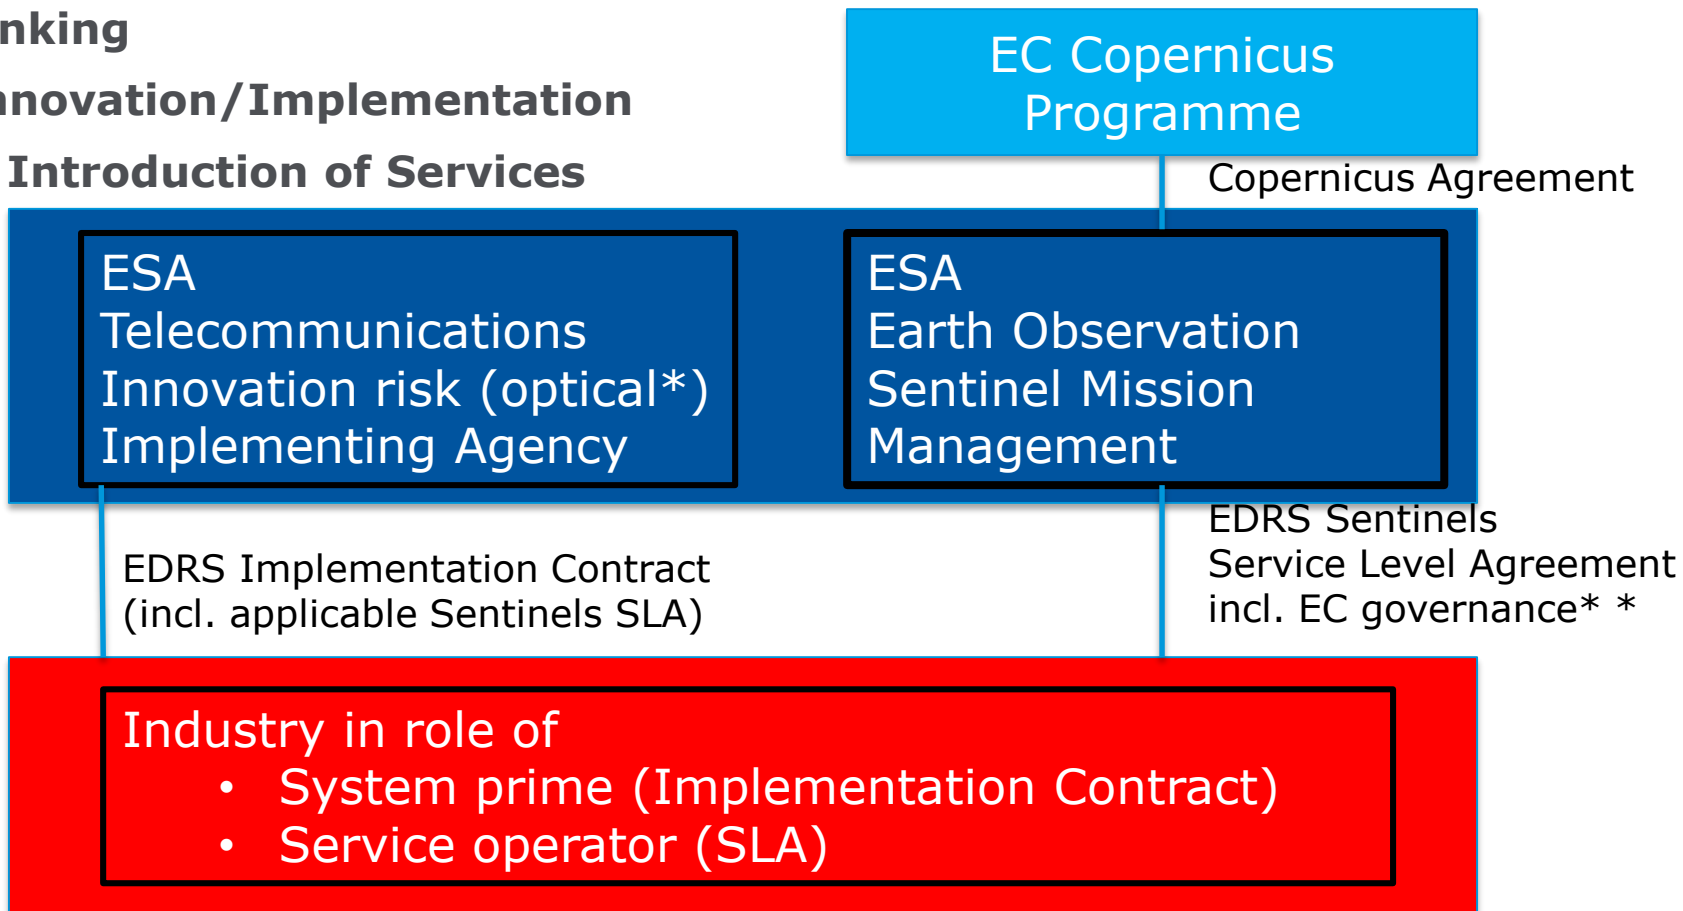 nking
nnovation/Implementation
Introduction of Services
EC Copernicus
Programme
Copernicus Agreement
ESA
Telecommunications
Innovation risk (optical*)
Implementing Agency
ESA
Earth Observation
Sentinel Mission
Management
EDRS Implementation Contract
(incl. applicable Sentinels SLA)
EDRS Sentinels
Service Level Agreement
incl. EC governance* *
Industry in role of
• System prime (Implementation Contract)
• Service operator (SLA)